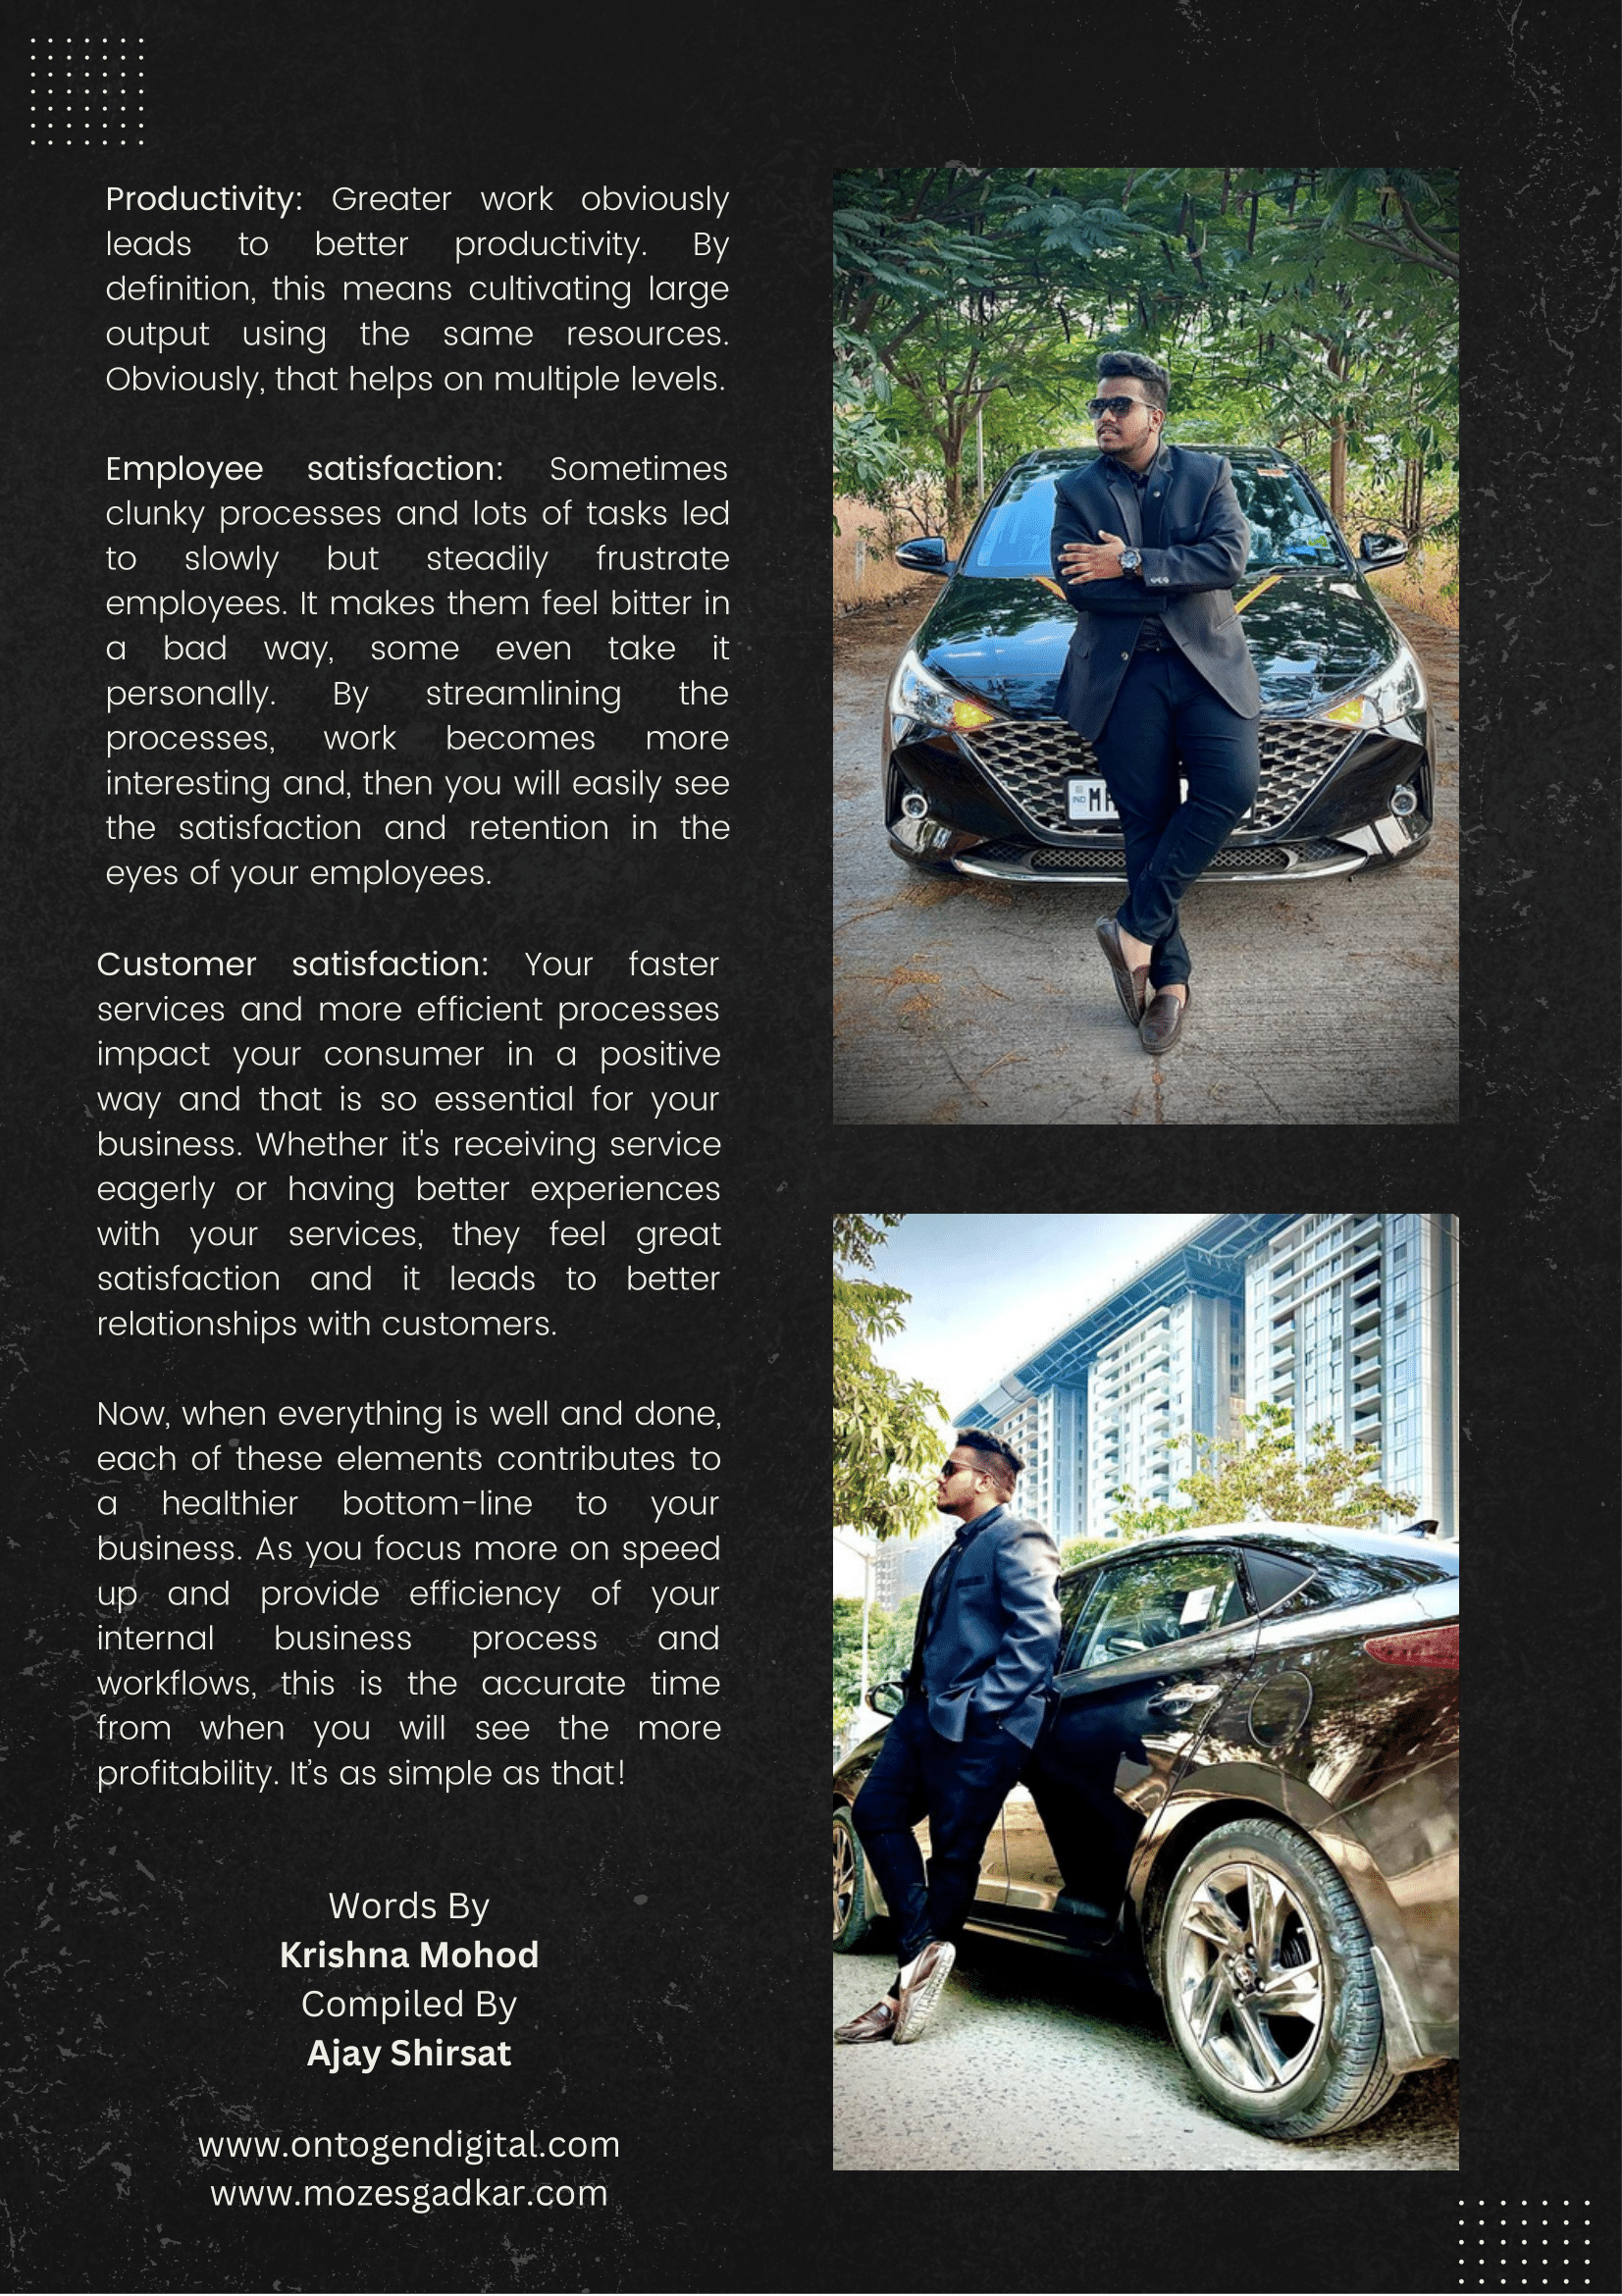 Productivity: Greater work obviously
leads to better productivity. By
definition, this means cultivating large
output using the same resources.
Obviously, that helps on multiple levels.
Employee satisfaction: Sometimes
clunky processes and lots of tasks led
to slowly but steadily frustrate
employees. It makes them feel bitter in
a bad way, some even take it
personally. By streamlining the
processes, work becomes more
interesting and, then you will easily see
the satisfaction and retention in the
eyes of your employees.
Customer satisfaction: Your faster
services and more efficient processes
impact your consumer in a positive
way and that is so essential for your
business. Whether it's receiving service
eagerly or having better experiences
with your services, they feel great
satisfaction and it leads to better
relationships with customers.
Now, when everything is well and done,
each of these elements contributes to
a healthier bottom-line to your
business. As you focus more on speed
up and provide efficiency of your
internal business process and
workflows, this is the accurate time
from when you will see the more
profitability. It’s as simple as that!
Words By
Krishna Mohod
Compiled By
Ajay Shirsat
www.ontogendigital.com
www.mozesgadkar.com
IND